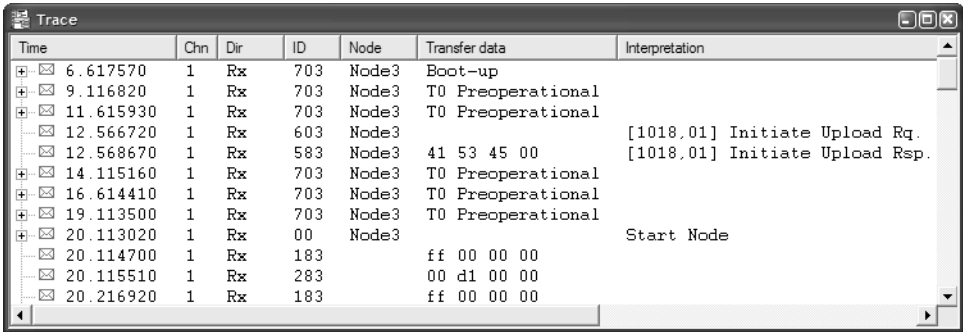 Trace
Time Chn Dir ID Node Transfer data Interpretation
6.617570 1 Rx 703 Node3 Boot-up
9.116820 1 Rx 703 Node3 T0 Preoperational
11.615930 1 Rx 703 Node3 T0 Preoperational
12.566720 1 Rx 603 Node3 [1018,01] Initiate Upload Rq.
12.568670 1 Rx 583 Node3 41 53 45 00 [1018,01] Initiate Upload Rsp.
14.115160 1 Rx 703 Node3 T0 Preoperational
16.614410 1 Rx 703 Node3 T0 Preoperational
19.113500 1 Rx 703 Node3 T0 Preoperational
20.113020 1 Rx 00 Node3 Start Node
20.114700 1 Rx 183 ff 00 00 00
20.115510 1 Rx 283 00 d1 00 00
20.216920 1 Rx 183 ff 00 00 00